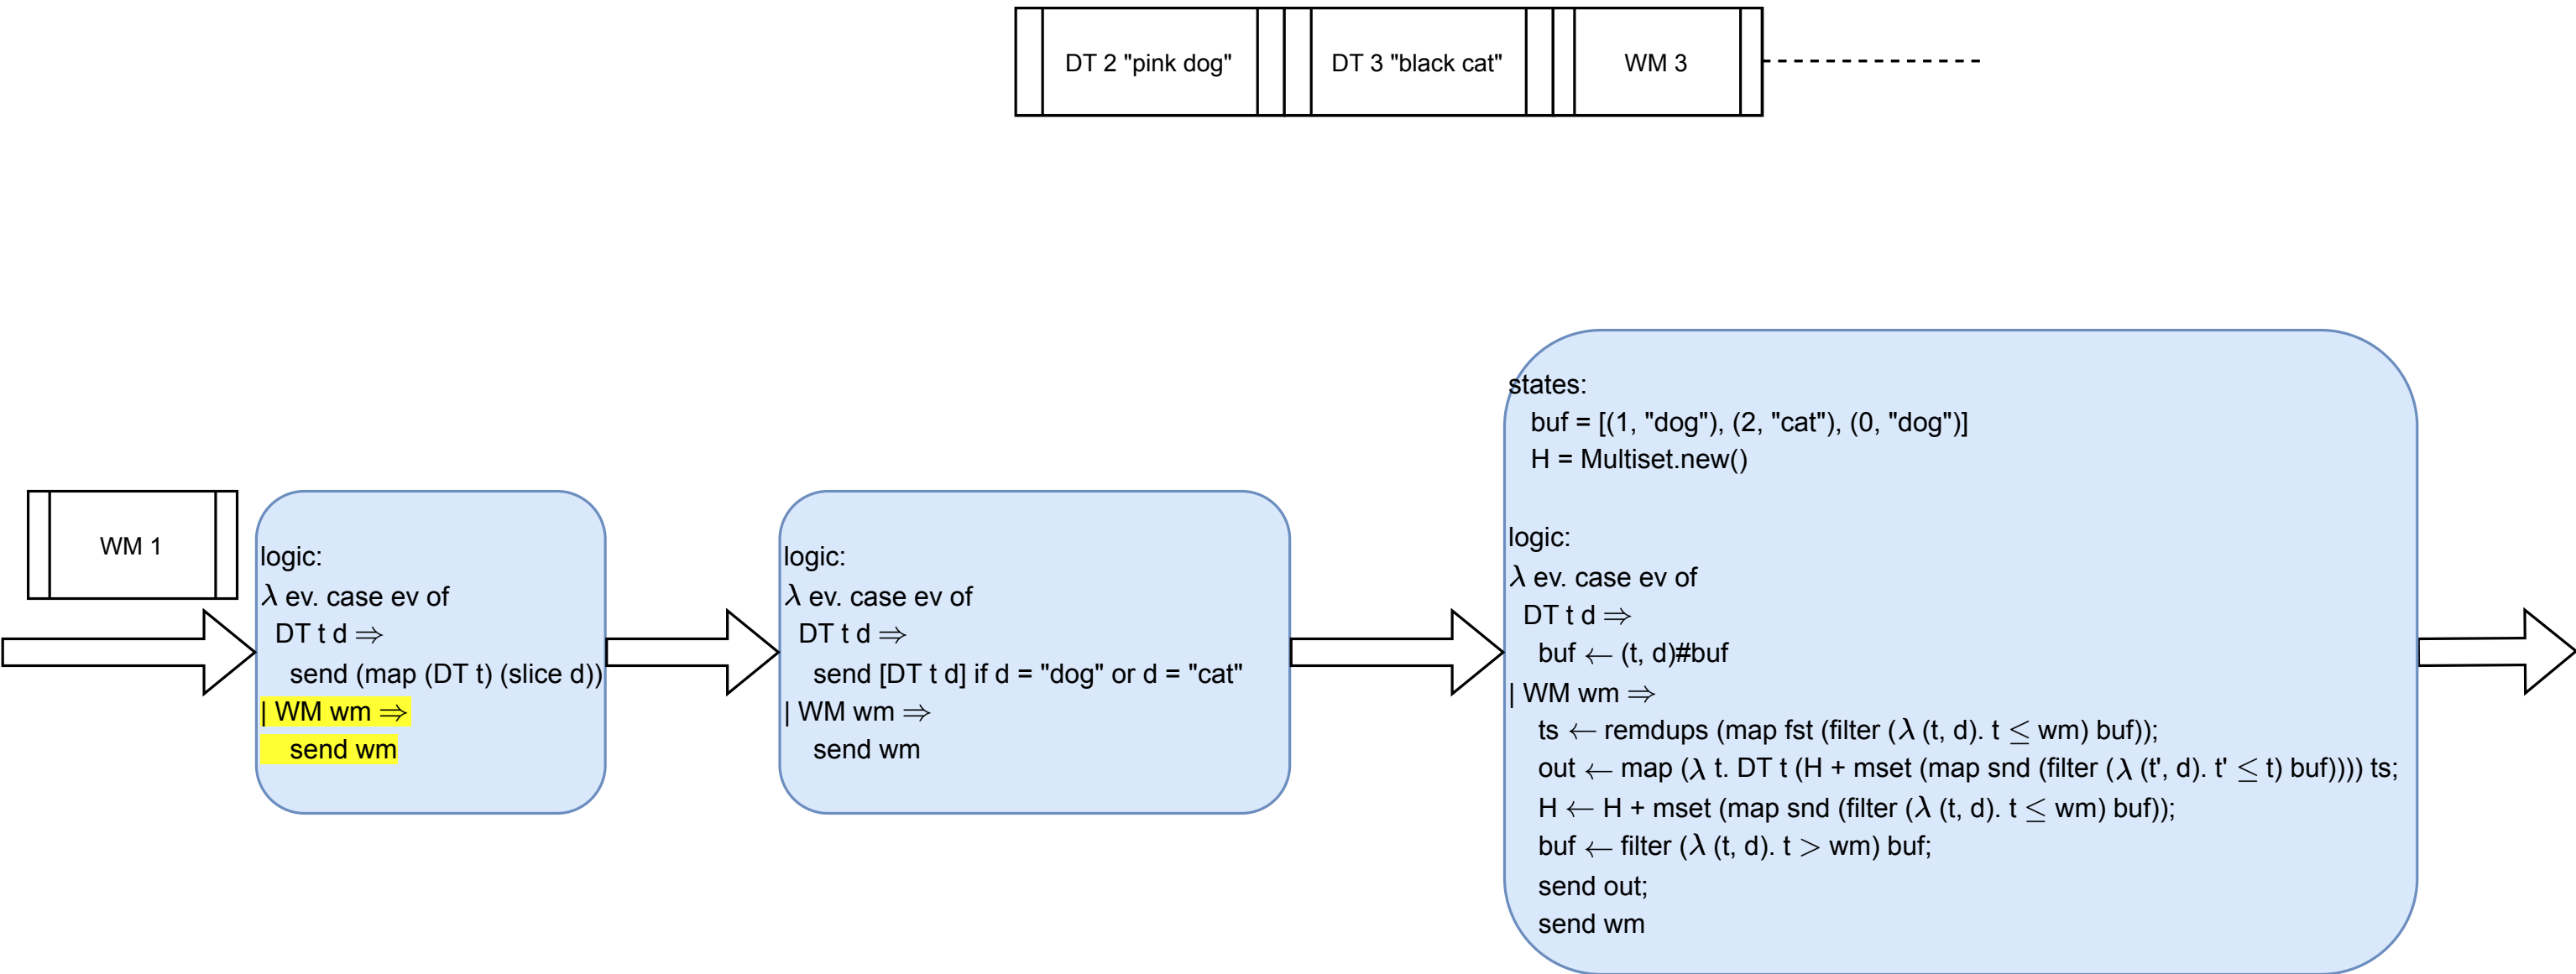 DT 2 "pink dog"
DT 3 "black cat"
WM 3
WM 1
logic:
λ ev. case ev of
DT t d ⇒
send (map (DT t) (slice d))
| WM wm ⇒
send wm
logic:
λ ev. case ev of
DT t d ⇒
send [DT t d] if d = "dog" or d = "cat"
| WM wm ⇒
send wm
states:
buf = [(1, "dog"), (2, "cat"), (0, "dog")]
H = Multiset.new()
logic:
λ ev. case ev of
DT t d ⇒
buf ← (t, d)#buf
| WM wm ⇒
ts ← remdups (map fst (filter (λ (t, d). t ≤ wm) buf));
out ← map (λ t. DT t (H + mset (map snd (filter (λ (t', d). t' ≤ t) buf)))) ts;
H ← H + mset (map snd (filter (λ (t, d). t ≤ wm) buf));
buf ← filter (λ (t, d). t > wm) buf;
send out;
send wm